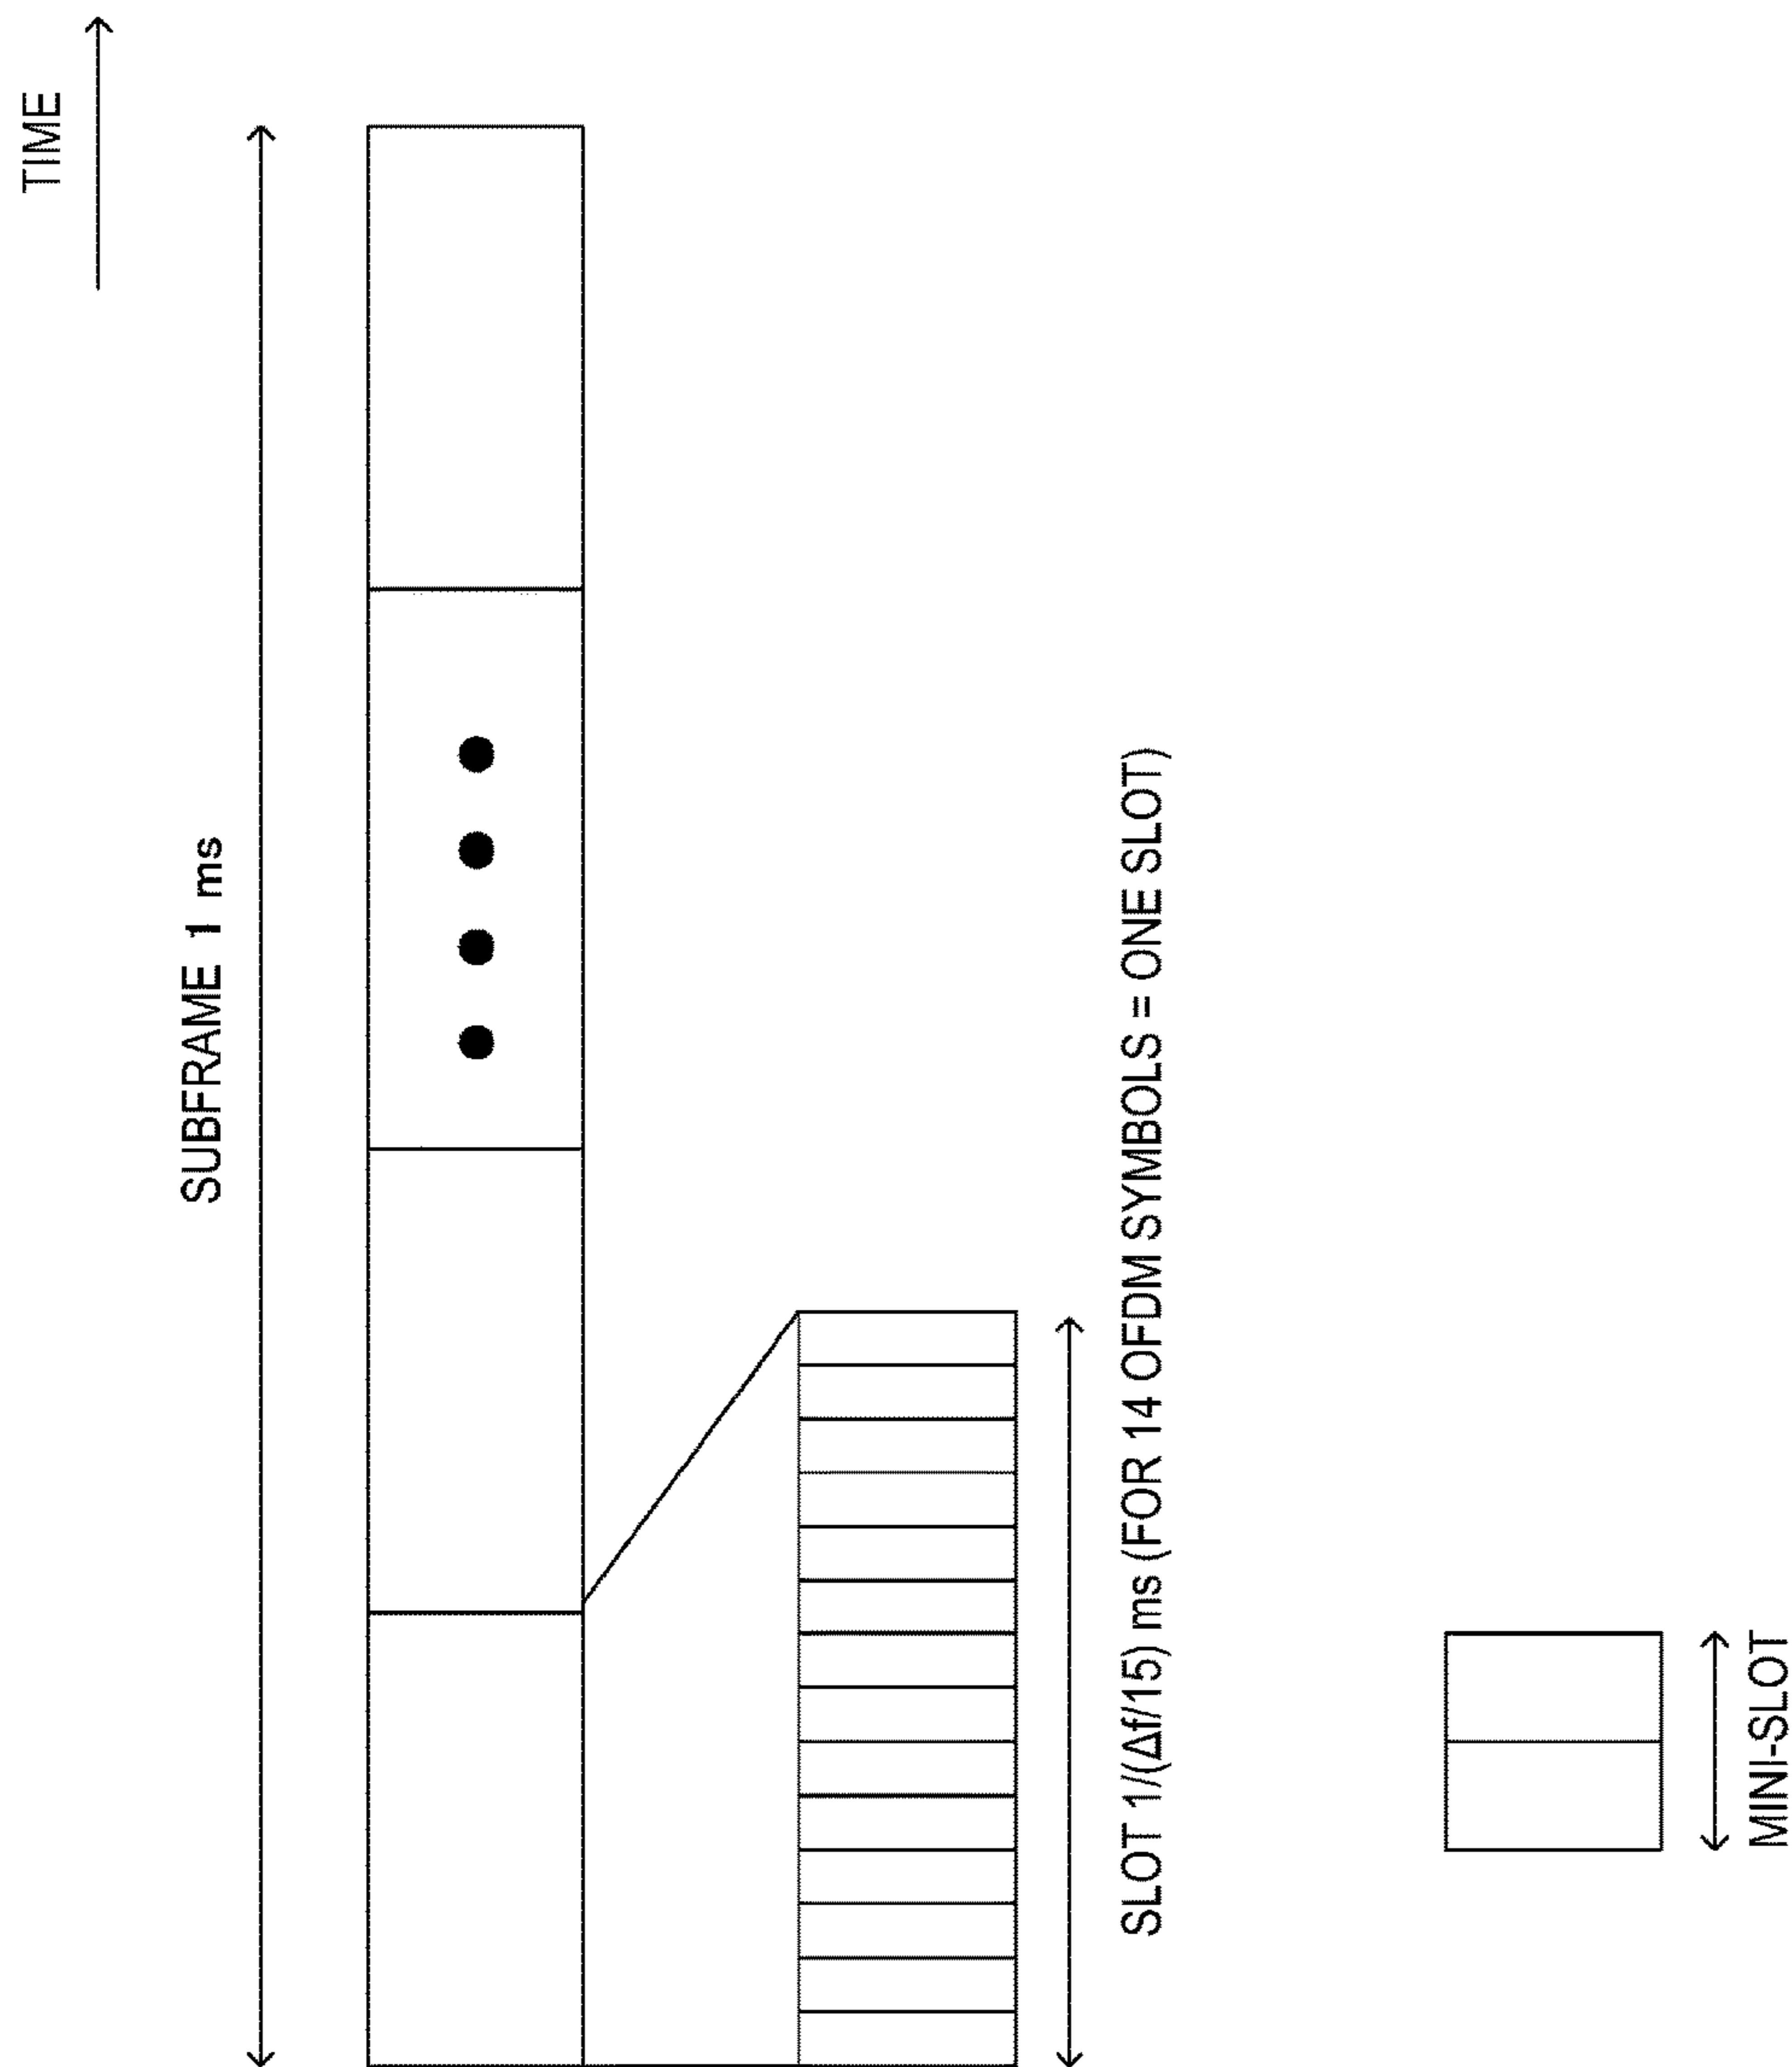 TIME
SUBFRAME 1 ms
SLOT 1/(Δf/15) ms (FOR 14 OFDM SYMBOLS = ONE SLOT)
MINI-SLOT